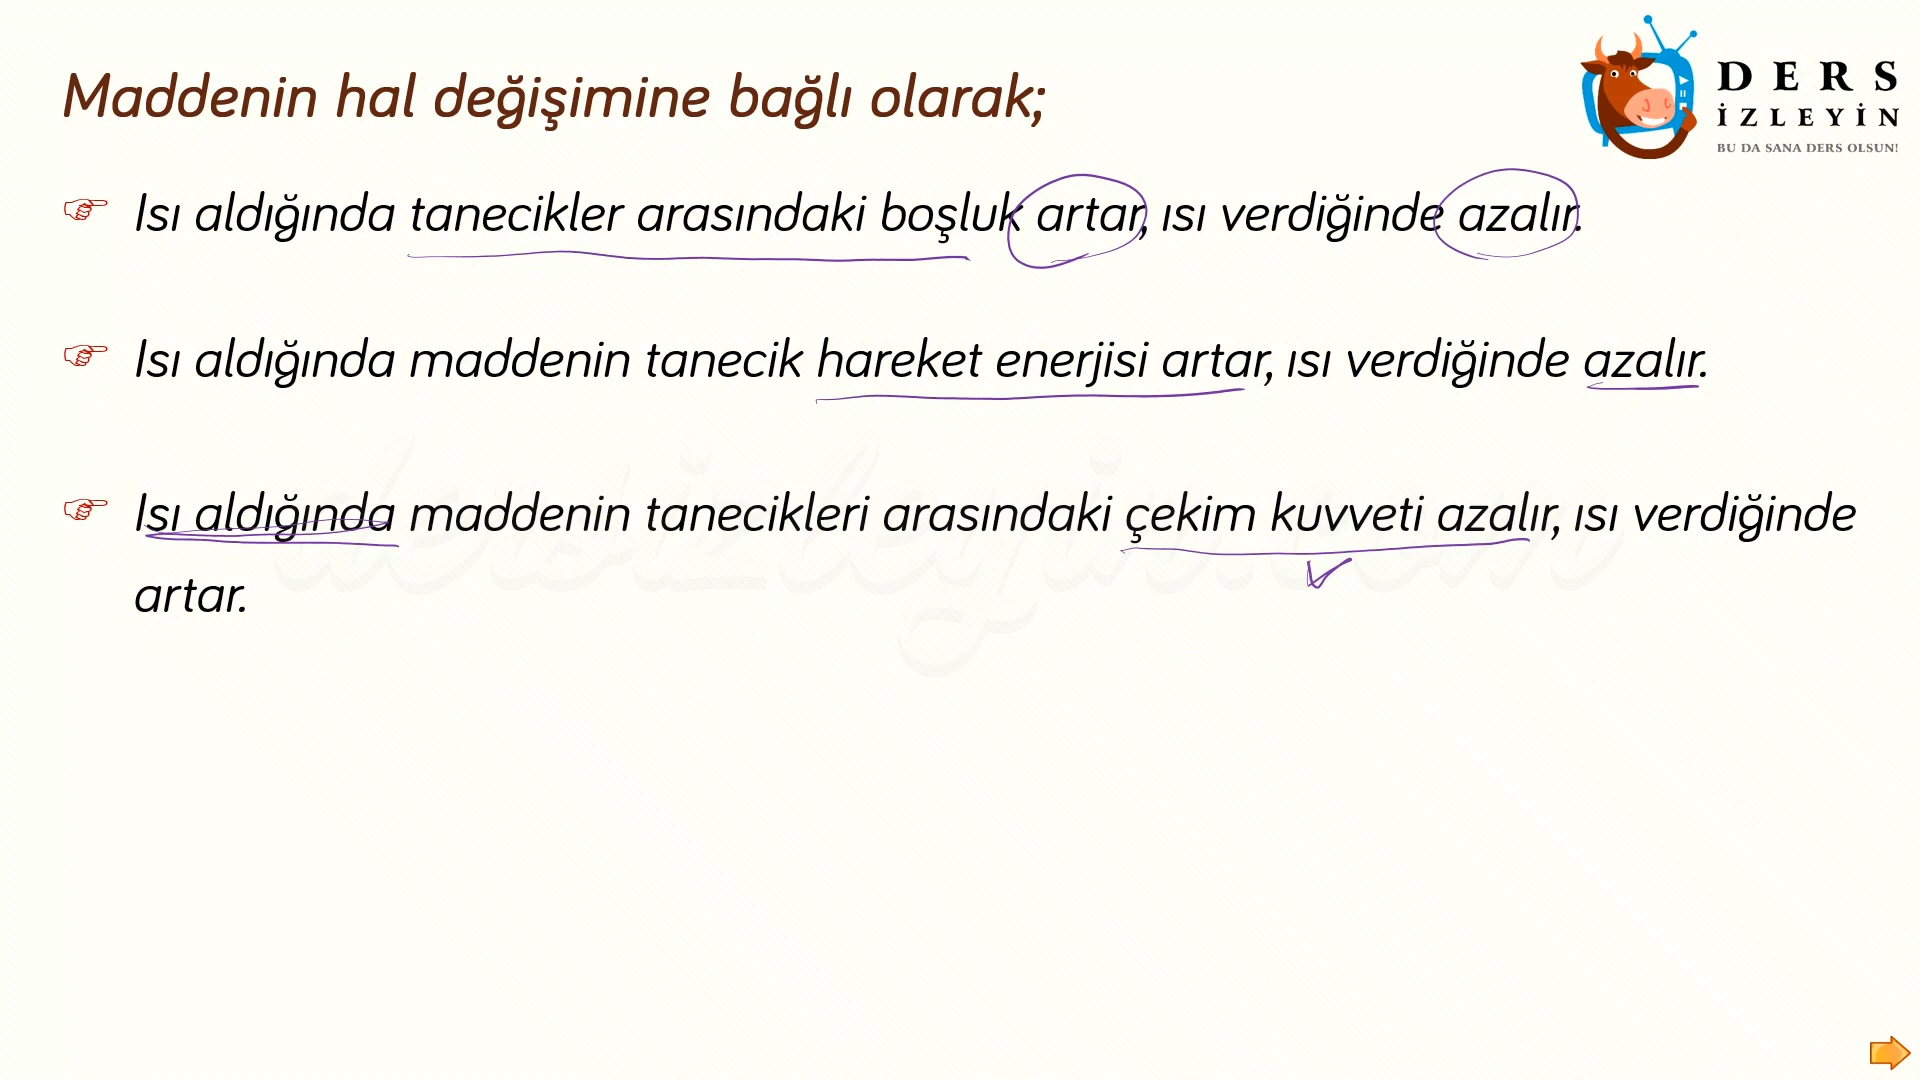 Maddenin hal değişimine bağlı olarak;
DERS
İZLEYİN
BU DA SANA DERS OLSUN!
Isı aldığında tanecikler arasındaki boşluk artar, ısı verdiğinde azalır.
Isı aldığında maddenin tanecik hareket enerjisi artar, ısı verdiğinde azalır.
Isı aldığında maddenin tanecikleri arasındaki çekim kuvveti azalır, ısı verdiğinde
artar.
dersizleyin.com